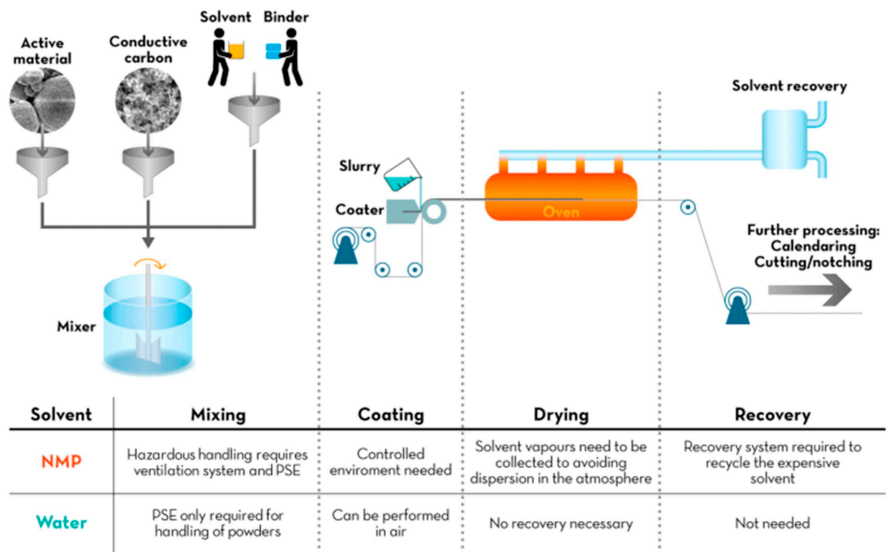 Active
material
Conductive
carbon
Solvent
Binder
Mixer
Slurry
Coater
Oven
Solvent recovery
Further processing:
Calendaring
Cutting/notching
Solvent
Mixing
Coating
Drying
Recovery
NMP
Hazardous handling requires
ventilation system and PSE
Controlled
enviroment needed
Solvent vapours need to be
collected to avoiding
dispersion in the atmosphere
Recovery system required to
recycle the expensive
solvent
Water
PSE only required for
handling of powders
Can be performed
in air
No recovery necessary
Not needed